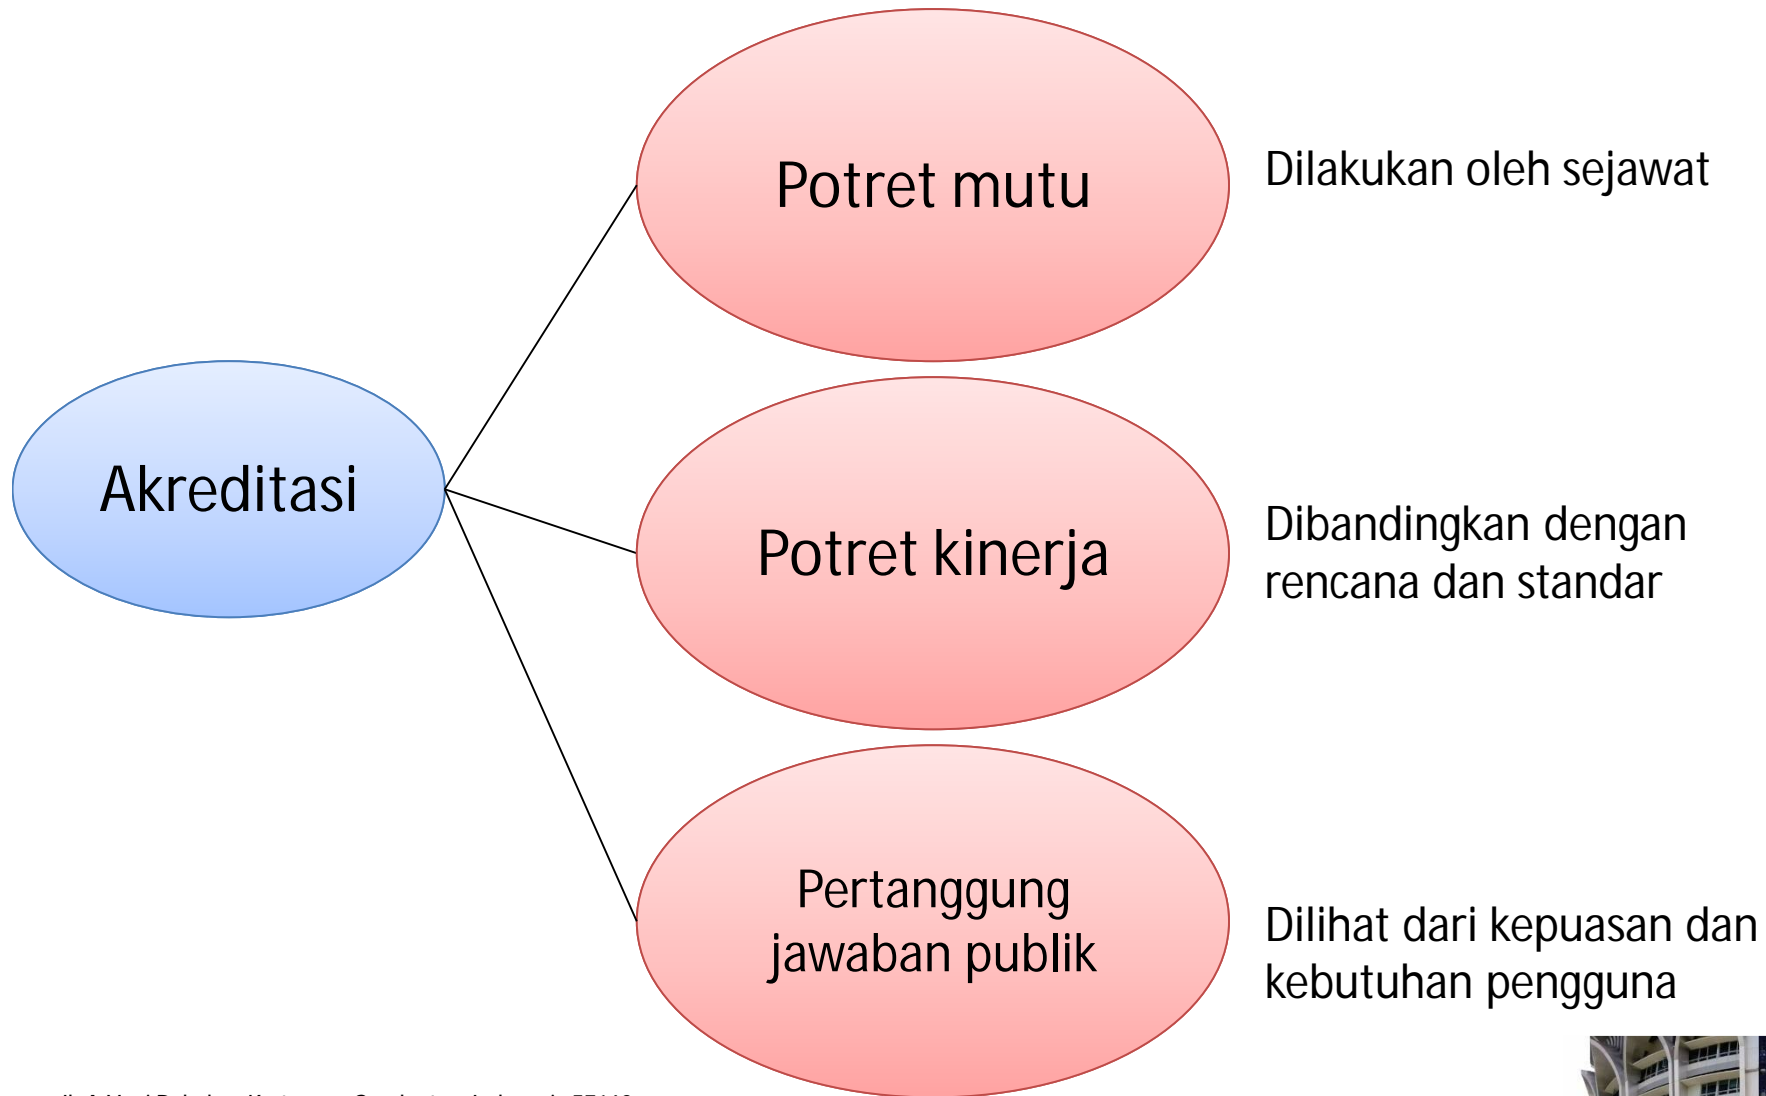 Potret mutu
Dilakukan oleh sejawat
Akreditasi
Potret kinerja
Dibandingkan dengan
rencana dan standar
Pertanggung
jawaban publik
Dilihat dari kepuasan dan
kebutuhan pengguna